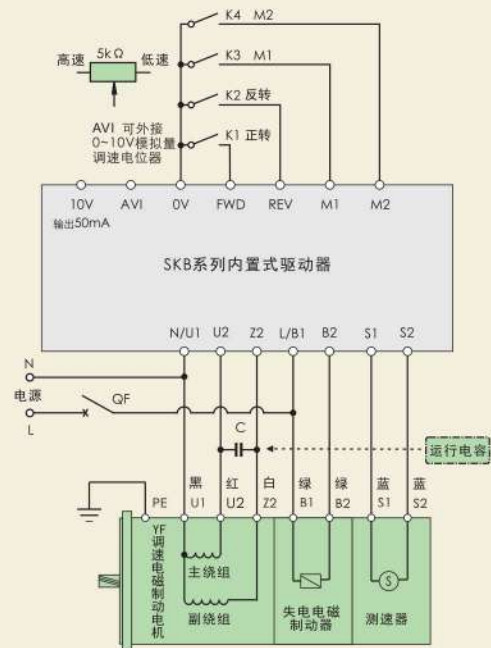 K4 M2
5kΩ
高速
低速
K3 M1
K2 反转
AVI 可外接
0~10V模拟量
调速电位器
K1 正转
10V AVI 0V FWD REV M1 M2
输出50mA
SKB系列内置式驱动器
N/U1 U2 Z2 L/B1 B2 S1 S2
N
电源
QF
L
C
运行电容
黑 红 白 绿 绿 蓝 蓝
PE U1 U2 Z2 B1 B2 S1 S2
YF调速电磁制动电机
主绕组
副绕组
失电电磁
制动器
S
测速器